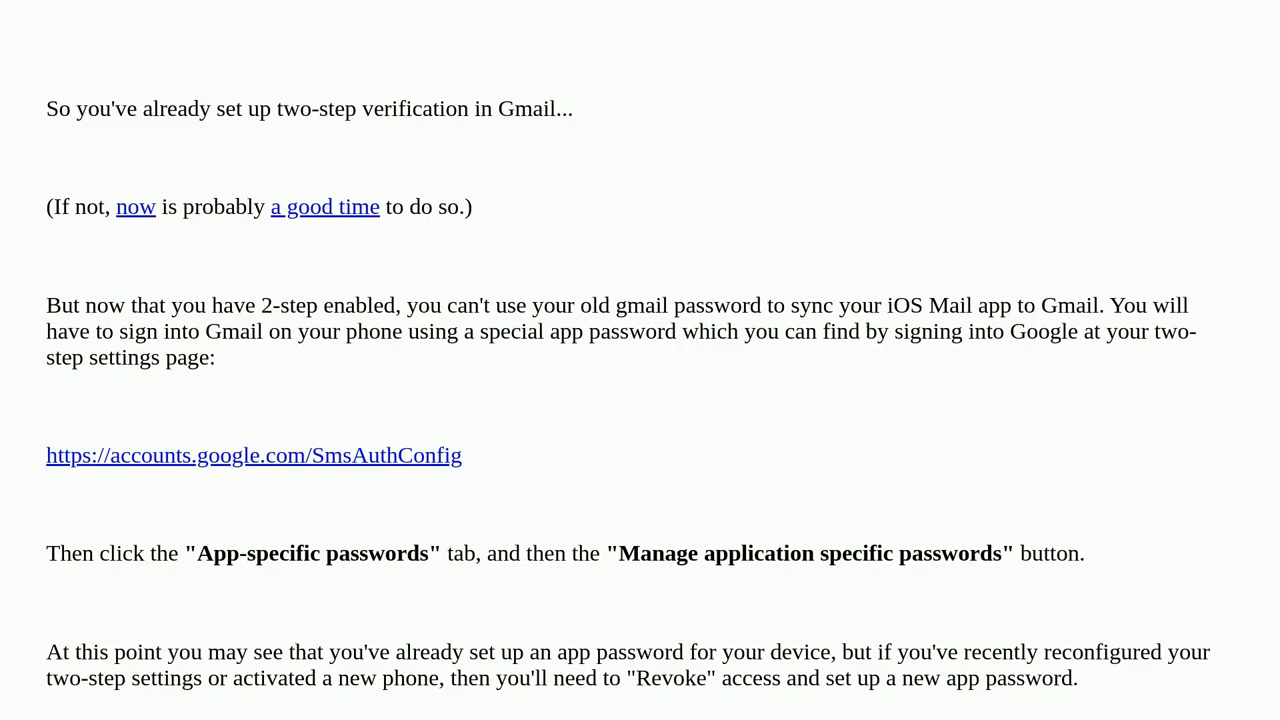 So you've already set up two-step verification in Gmail...
(If not, now is probably a good time to do so.)
But now that you have 2-step enabled, you can't use your old gmail password to sync your iOS Mail app to Gmail. You will
have to sign into Gmail on your phone using a special app password which you can find by signing into Google at your two-
step settings page:
https://accounts.google.com/SmsAuthConfig
Then click the "App-specific passwords" tab, and then the "Manage application specific passwords" button.
At this point you may see that you've already set up an app password for your device, but if you've recently reconfigured your
two-step settings or activated a new phone, then you'll need to "Revoke" access and set up a new app password.